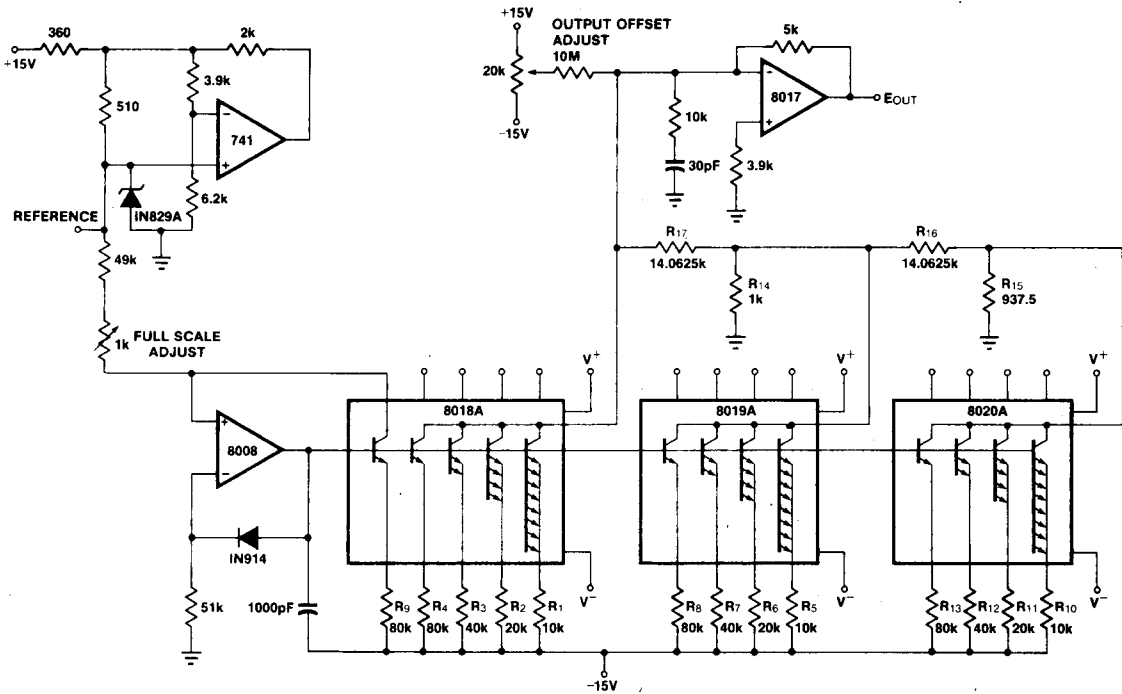 +15V
360
2k
3.9k
510
741
6.2k
IN829A
REFERENCE
49k
1k
FULL SCALE
ADJUST
+15V
20k
-15V
OUTPUT OFFSET
ADJUST
10M
5k
8017
EOUT
10k
30pF
3.9k
R17
14.0625k
R14
1k
R16
14.0625k
R15
937.5
8008
IN914
51k
1000pF
8018A
V+
V-
R9
80k
R4
80k
R3
40k
R2
20k
R1
10k
8019A
V+
V-
R8
80k
R7
40k
R6
20k
R5
10k
8020A
V+
V-
R13
80k
R12
40k
R11
20k
R10
10k
-15V